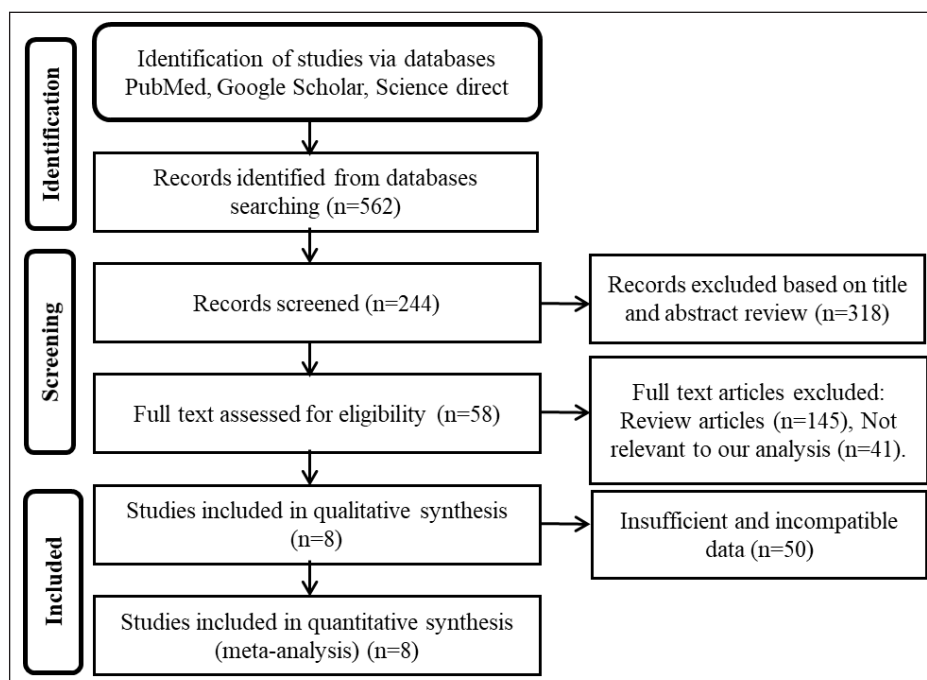 Identification
Identification of studies via databases
PubMed, Google Scholar, Science direct
Records identified from databases
searching (n=562)
Screening
Records screened (n=244)
Records excluded based on title
and abstract review (n=318)
Full text assessed for eligibility (n=58)
Full text articles excluded:
Review articles (n=145), Not
relevant to our analysis (n=41).
Included
Studies included in qualitative synthesis
(n=8)
Insufficient and incompatible
data (n=50)
Studies included in quantitative synthesis
(meta-analysis) (n=8)